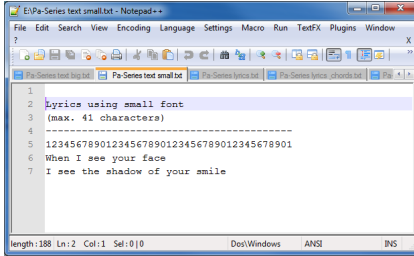 E:\Pa-Series text small.txt - Notepad++
File Edit Search View Encoding Language Settings Macro Run TextFX Plugins Window
? X
Pa-Series text big.txt Pa-Series text small.txt Pa-Series lyrics.txt Pa-Series lyrics ,chords.txt Pa
1
2 Lyrics using small font
3 (max. 41 characters)
4 -----------------------------------------
5 12345678901234567890123456789012345678901
6 When I see your face
7 I see the shadow of your smile
length : 188 Ln : 2 Col : 1 Sel : 0 | 0 Dos\Windows ANSI INS